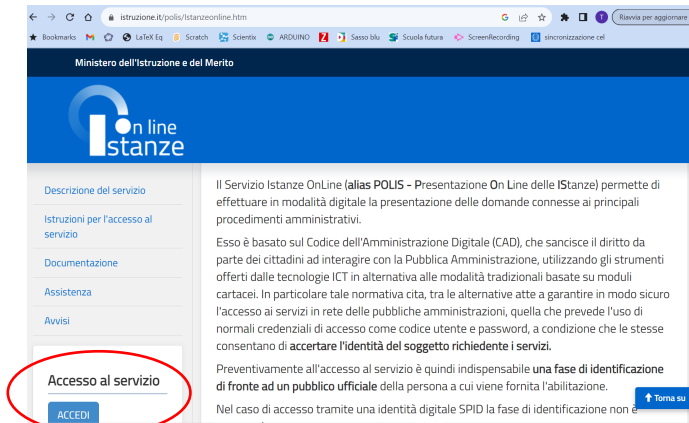 istruzione.it/polis/Istanzeonline.htm
Riavvia per aggiornare
Bookmarks LaTeX Eq Scratch Scientix ARDUINO Sasso blu Scuola futura ScreenRecording sincronizzazione cel
Ministero dell'Istruzione e del Merito
on line
Istanze
Descrizione del servizio
Istruzioni per l'accesso al
servizio
Documentazione
Assistenza
Avvisi
Accesso al servizio
ACCEDI
Il Servizio Istanze OnLine (alias POLIS - Presentazione On Line delle IStanze) permette di
effettuare in modalità digitale la presentazione delle domande connesse ai principali
procedimenti amministrativi.
Esso è basato sul Codice dell'Amministrazione Digitale (CAD), che sancisce il diritto da
parte dei cittadini ad interagire con la Pubblica Amministrazione, utilizzando gli strumenti
offerti dalle tecnologie ICT in alternativa alle modalità tradizionali basate su moduli
cartacei. In particolare tale normativa cita, tra le alternative atte a garantire in modo sicuro
l'accesso ai servizi in rete delle pubbliche amministrazioni, quella che prevede l'uso di
normali credenziali di accesso come codice utente e password, a condizione che le stesse
consentano di accertare l'identità del soggetto richiedente i servizi.
Preventivamente all'accesso al servizio è quindi indispensabile una fase di identificazione
di fronte ad un pubblico ufficiale della persona a cui viene fornita l'abilitazione.
Nel caso di accesso tramite una identità digitale SPID la fase di identificazione non è
Torna su